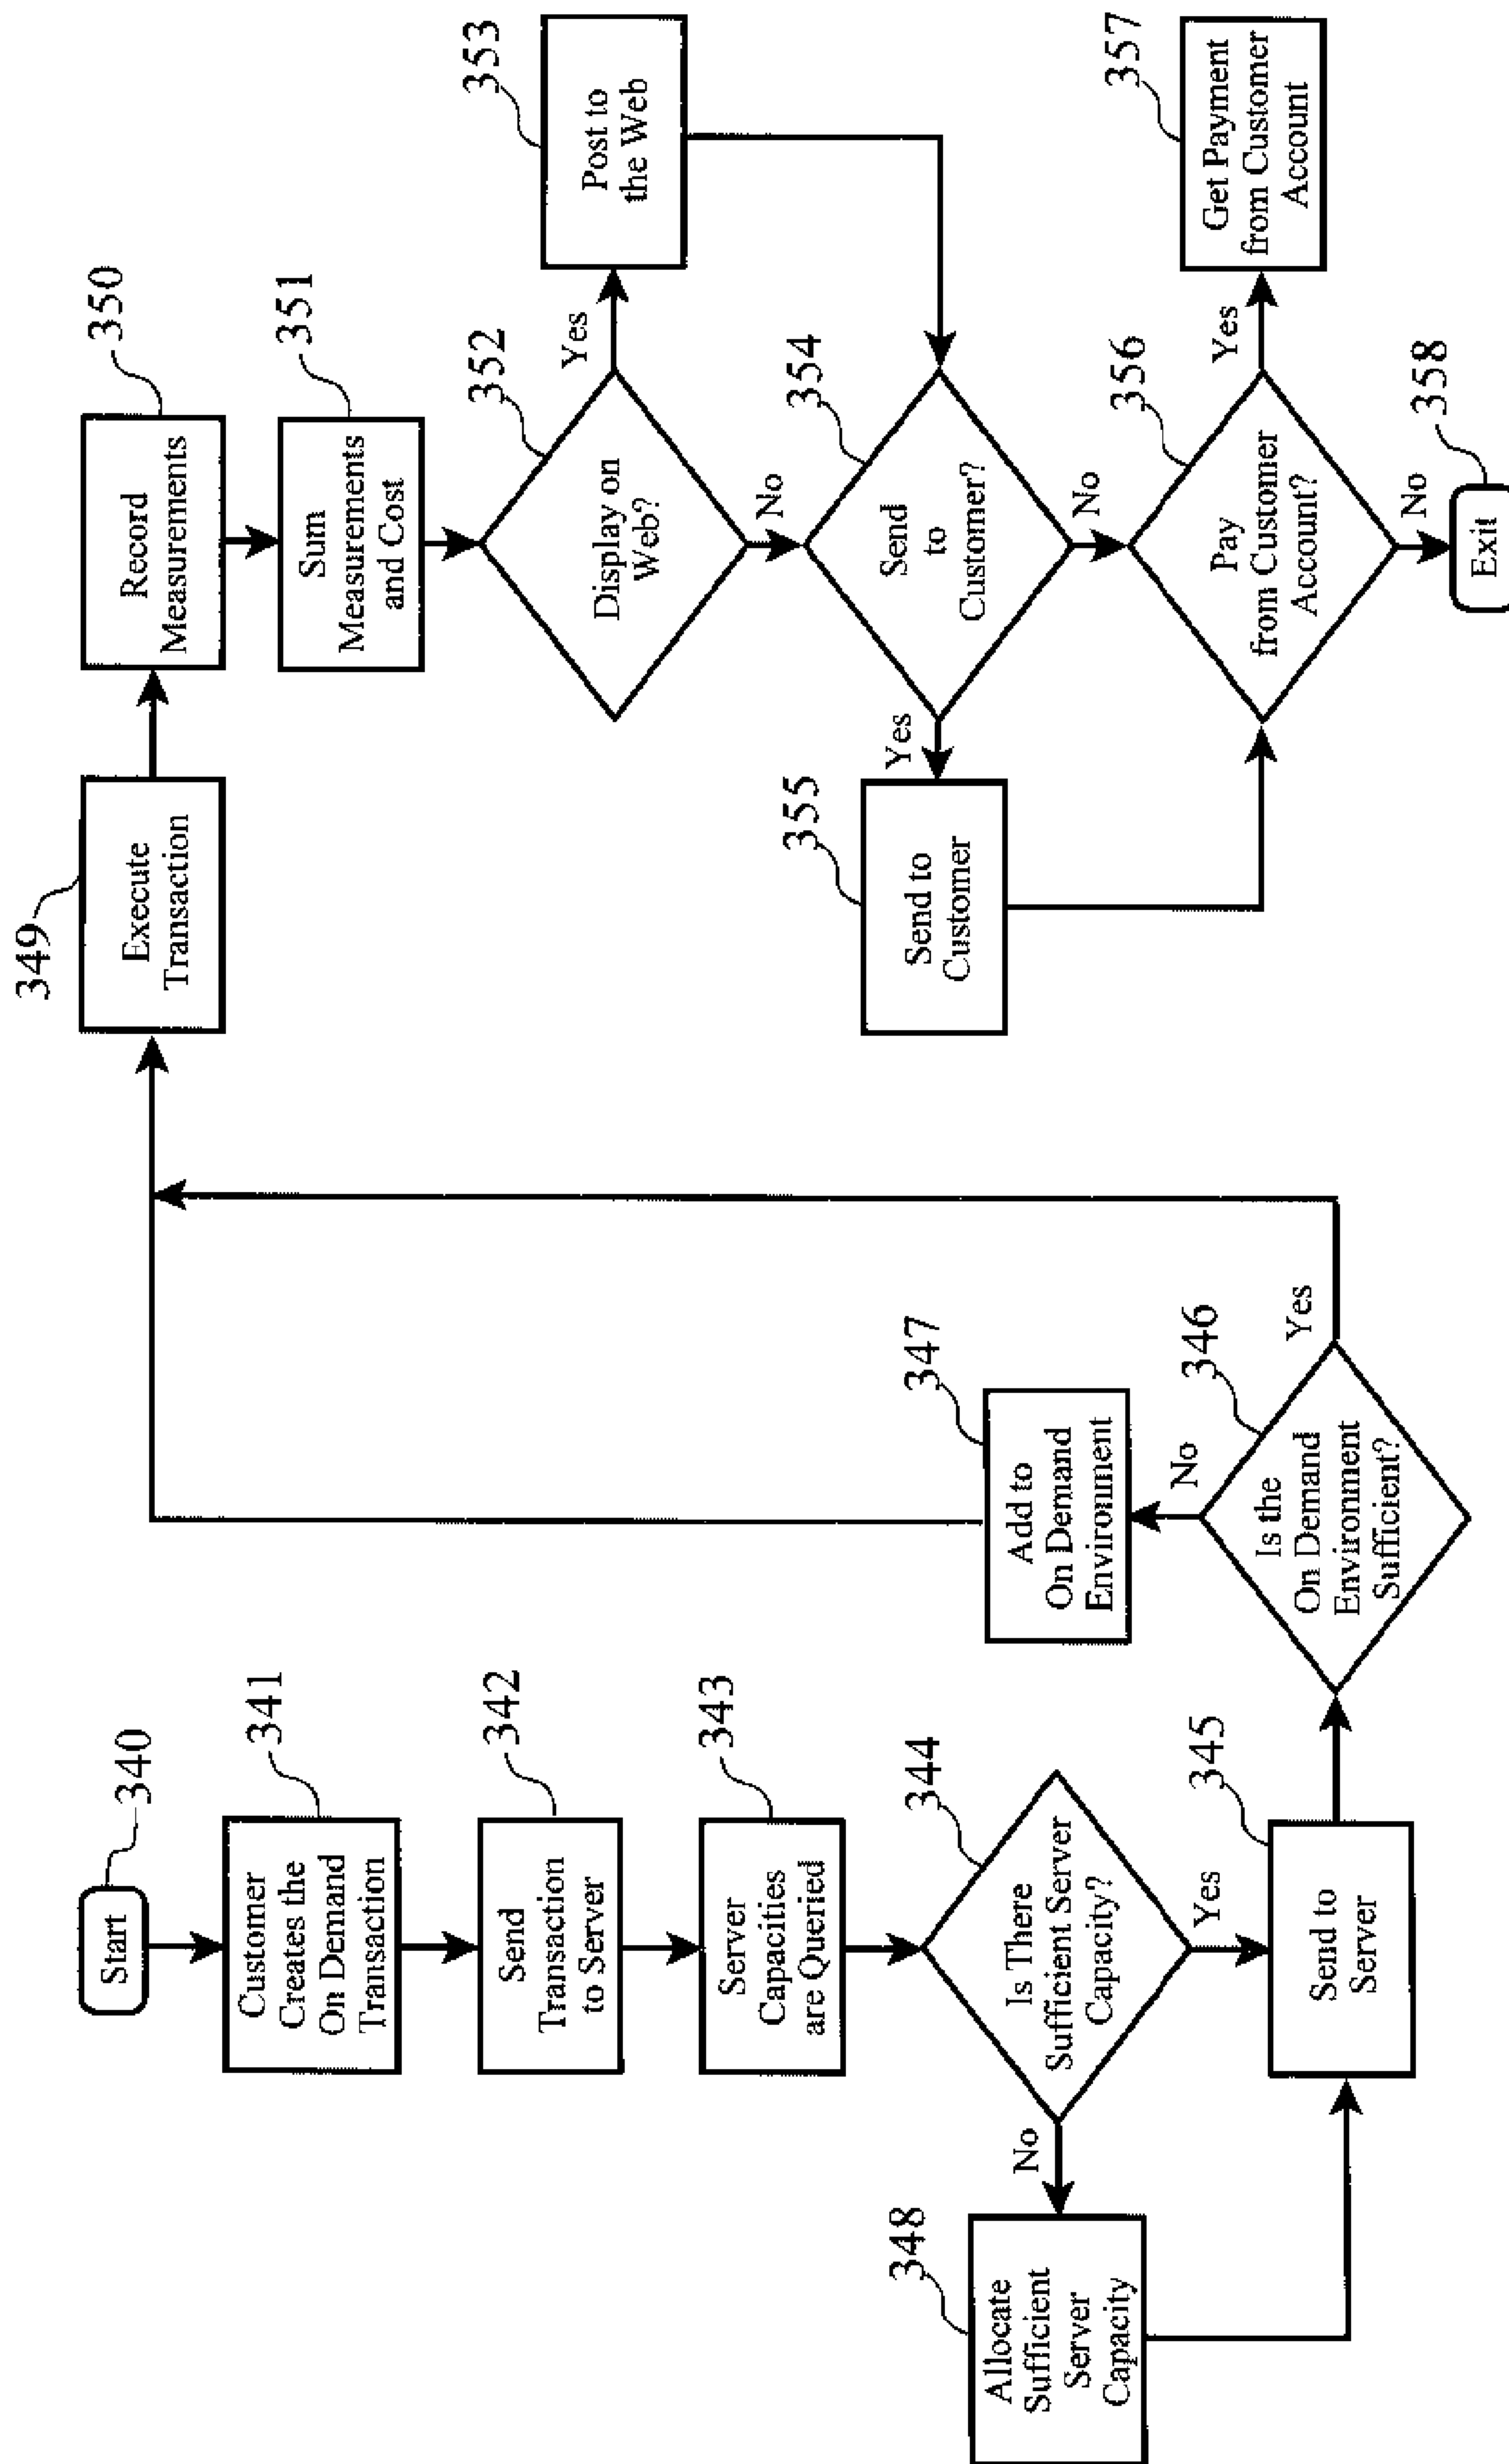 340
Start
341
Customer
Creates the
On Demand
Transaction
342
Send
Transaction
to Server
343
Server
Capacities
are Queried
344
Is There
Sufficient Server
Capacity?
No
Yes
348
Allocate
Sufficient
Server
Capacity
345
Send to
Server
346
Is the
On Demand
Environment
Sufficient?
No
Yes
347
Add to
On Demand
Environment
349
Execute
Transaction
350
Record
Measurements
351
Sum
Measurements
and Cost
352
Display on
Web?
Yes
No
353
Post to
the Web
354
Send
to
Customer?
Yes
No
355
Send to
Customer
356
Pay
from Customer
Account?
Yes
No
357
Get Payment
from Customer
Account
358
Exit